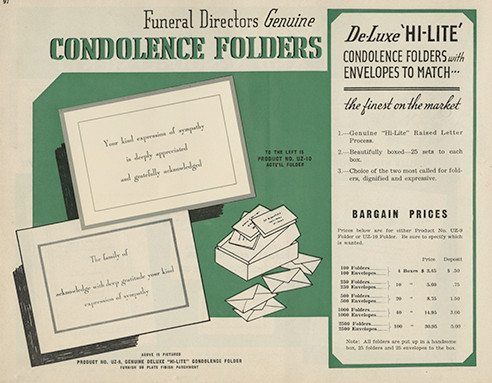 Funeral Directors Genuine
CONDOLENCE FOLDERS
Your kind expression of sympathy
is deeply appreciated
and gratefully acknowledged
TO THE LEFT IS
PRODUCT NO. UZ-10
The family of
acknowledge with deep gratitude your kind
expression of sympathy
ABOVE IS PICTURED
PRODUCT NO. UZ-9, GENUINE DELUXE "HI-LITE" CONDOLENCE FOLDER
FURNISH ON PLATE FINISH PARCHMENT
De-Luxe 'HI-LITE'
CONDOLENCE FOLDERS with
ENVELOPES TO MATCH...
the finest on the market
1.—Genuine "Hi-Lite" Raised Letter
Process.
2.—Beautifully boxed—25 sets to each
box.
3.—Choice of the two most called for fold-
ers, dignified and expressive.
BARGAIN PRICES
Prices below are for either Product No. UZ-9
Folder or UZ-10 Folder. Be sure to specify which
is wanted.
Price Deposit
100 Folders
100 Envelopes 4 Boxes $ 3.45 $ .50
250 Folders
250 Envelopes 10 " 5.60 .75
500 Folders
500 Envelopes 20 " 8.75 1.50
1000 Folders
1000 Envelopes 40 " 14.95 2.00
2500 Folders
2500 Envelopes 100 " 5.00
Note: All folders are put up in a handsome
box, 25 folders and 25 envelopes to the box.